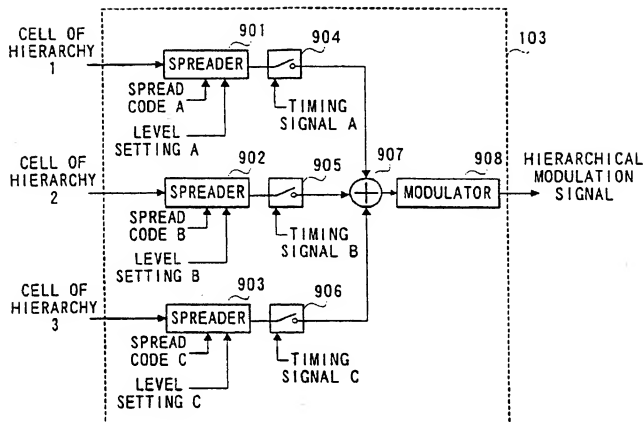 CELL OF
HIERARCHY
1
901
904
103
SPREADER
SPREAD
CODE A
TIMING
SIGNAL A
LEVEL
SETTING A
CELL OF
HIERARCHY
2
902
905
907
908
HIERARCHICAL
MODULATION
SIGNAL
SPREADER
MODULATOR
SPREAD
CODE B
TIMING
SIGNAL B
LEVEL
SETTING B
CELL OF
HIERARCHY
3
903
906
SPREADER
SPREAD
CODE C
TIMING
SIGNAL C
LEVEL
SETTING C